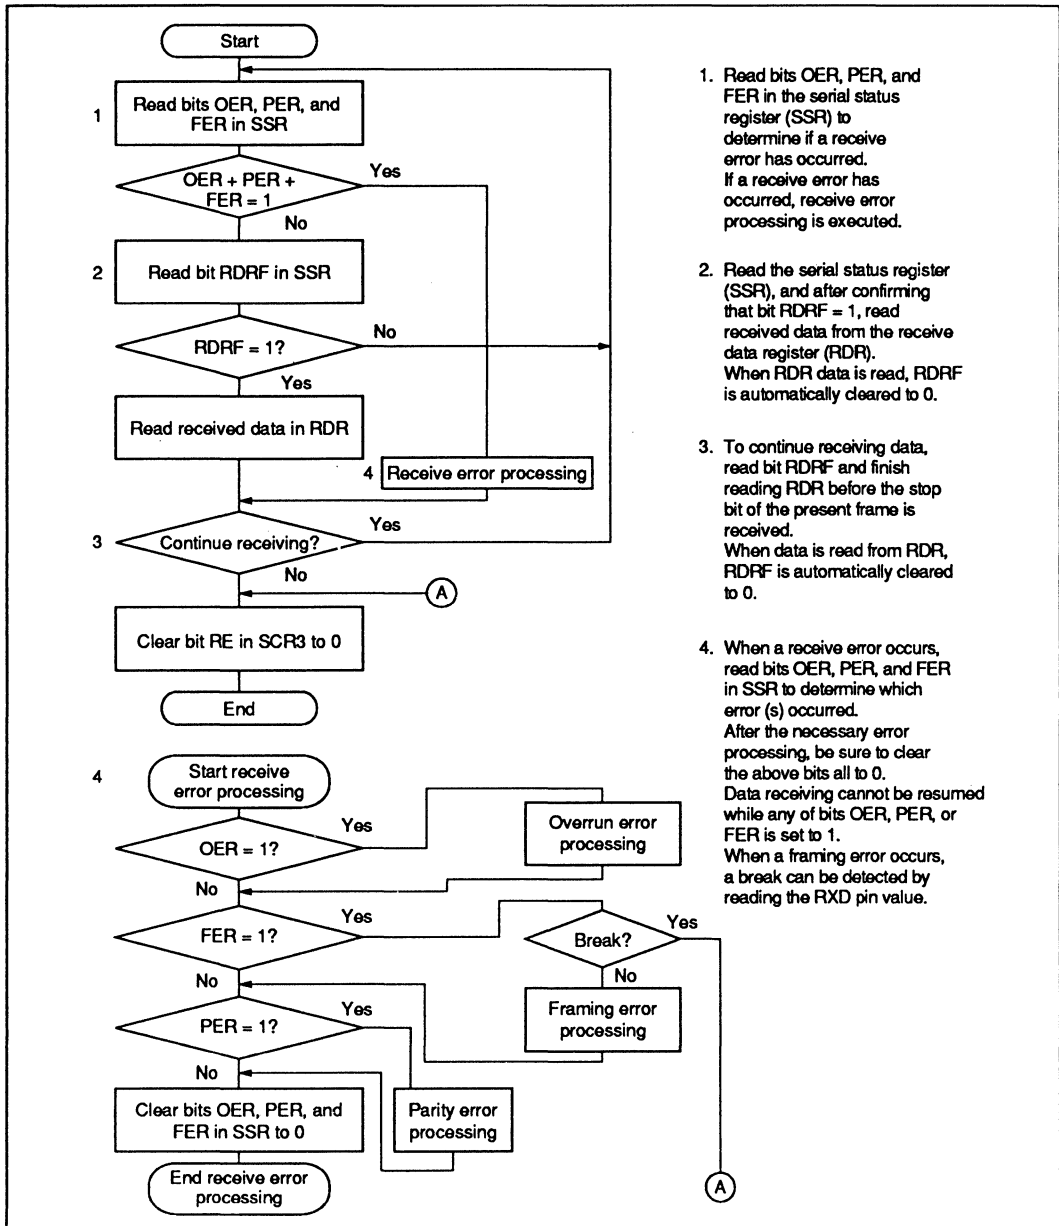 Start
1
Read bits OER, PER, and
FER in SSR
OER + PER +
FER = 1
Yes
No
2
Read bit RDRF in SSR
RDRF = 1?
No
Yes
Read received data in RDR
4
Receive error processing
3
Continue receiving?
Yes
No
A
Clear bit RE in SCR3 to 0
End
4
Start receive
error processing
OER = 1?
Yes
Overrun error
processing
No
FER = 1?
Yes
Break?
Yes
No
No
Framing error
processing
PER = 1?
Yes
No
Clear bits OER, PER, and
FER in SSR to 0
Parity error
processing
End receive error
processing
A
1. Read bits OER, PER, and
FER in the serial status
register (SSR) to
determine if a receive
error has occurred.
If a receive error has
occurred, receive error
processing is executed.
2. Read the serial status register
(SSR), and after confirming
that bit RDRF = 1, read
received data from the receive
data register (RDR).
When RDR data is read, RDRF
is automatically cleared to 0.
3. To continue receiving data,
read bit RDRF and finish
reading RDR before the stop
bit of the present frame is
received.
When data is read from RDR,
RDRF is automatically cleared
to 0.
4. When a receive error occurs,
read bits OER, PER, and FER
in SSR to determine which
error (s) occurred.
After the necessary error
processing, be sure to clear
the above bits all to 0.
Data receiving cannot be resumed
while any of bits OER, PER, or
FER is set to 1.
When a framing error occurs,
a break can be detected by
reading the RXD pin value.